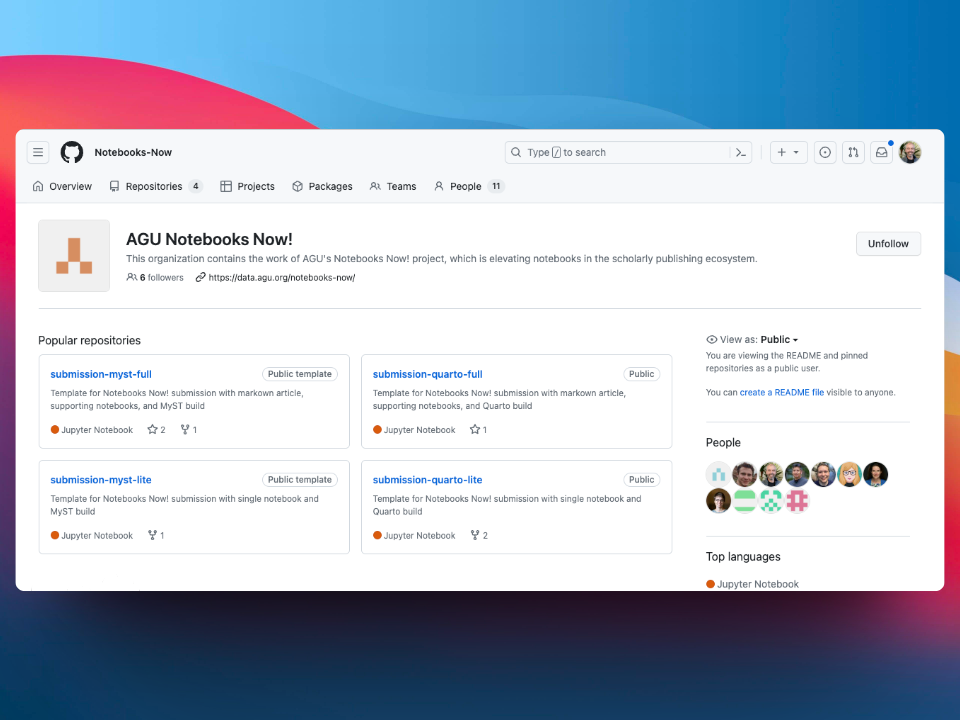 Notebooks-Now
Type / to search
Overview
Repositories 4
Projects
Packages
Teams
People 11
AGU Notebooks Now!
This organization contains the work of AGU's Notebooks Now! project, which is elevating notebooks in the scholarly publishing ecosystem.
6 followers
https://data.agu.org/notebooks-now/
Unfollow
Popular repositories
submission-myst-full
Public template
Template for Notebooks Now! submission with markown article,
supporting notebooks, and MyST build
Jupyter Notebook 2 1
submission-quarto-full
Public
Template for Notebooks Now! submission with markown article,
supporting notebooks, and Quarto build
Jupyter Notebook 1
submission-myst-lite
Public template
Template for Notebooks Now! submission with single notebook and
MyST build
Jupyter Notebook 1
submission-quarto-lite
Public
Template for Notebooks Now! submission with single notebook and
Quarto build
Jupyter Notebook 2
View as: Public
You are viewing the README and pinned
repositories as a public user.
You can create a README file visible to anyone.
People
Top languages
Jupyter Notebook